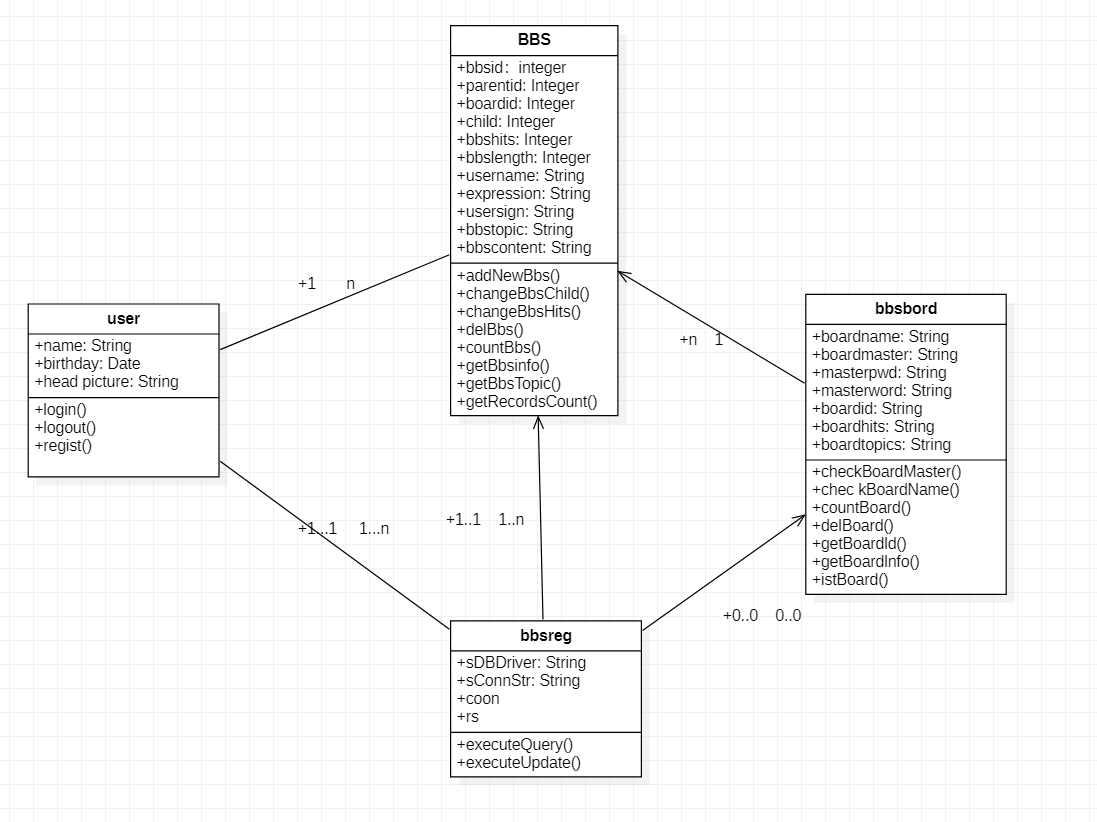 BBS
+bbsid：integer
+parentid: Integer
+boardid: Integer
+child: Integer
+bbshits: Integer
+bbslength: Integer
+username: String
+expression: String
+usersign: String
+bbstopic: String
+bbscontent: String
+addNewBbs()
+changeBbsChild()
+changeBbsHits()
+delBbs()
+countBbs()
+getBbsinfo()
+getBbsTopic()
+getRecordsCount()
+1 n
user
+name: String
+birthday: Date
+head picture: String
+login()
+logout()
+regist()
+n 1
bbsbord
+boardname: String
+boardmaster: String
+masterpwd: String
+masterword: String
+boardid: String
+boardhits: String
+boardtopics: String
+checkBoardMaster()
+chec kBoardName()
+countBoard()
+delBoard()
+getBoardId()
+getBoardInfo()
+istBoard()
+1...1 1...n
+1..1 1..n
+0..0 0..0
bbsreg
+sDBDriver: String
+sConnStr: String
+coon
+rs
+executeQuery()
+executeUpdate()